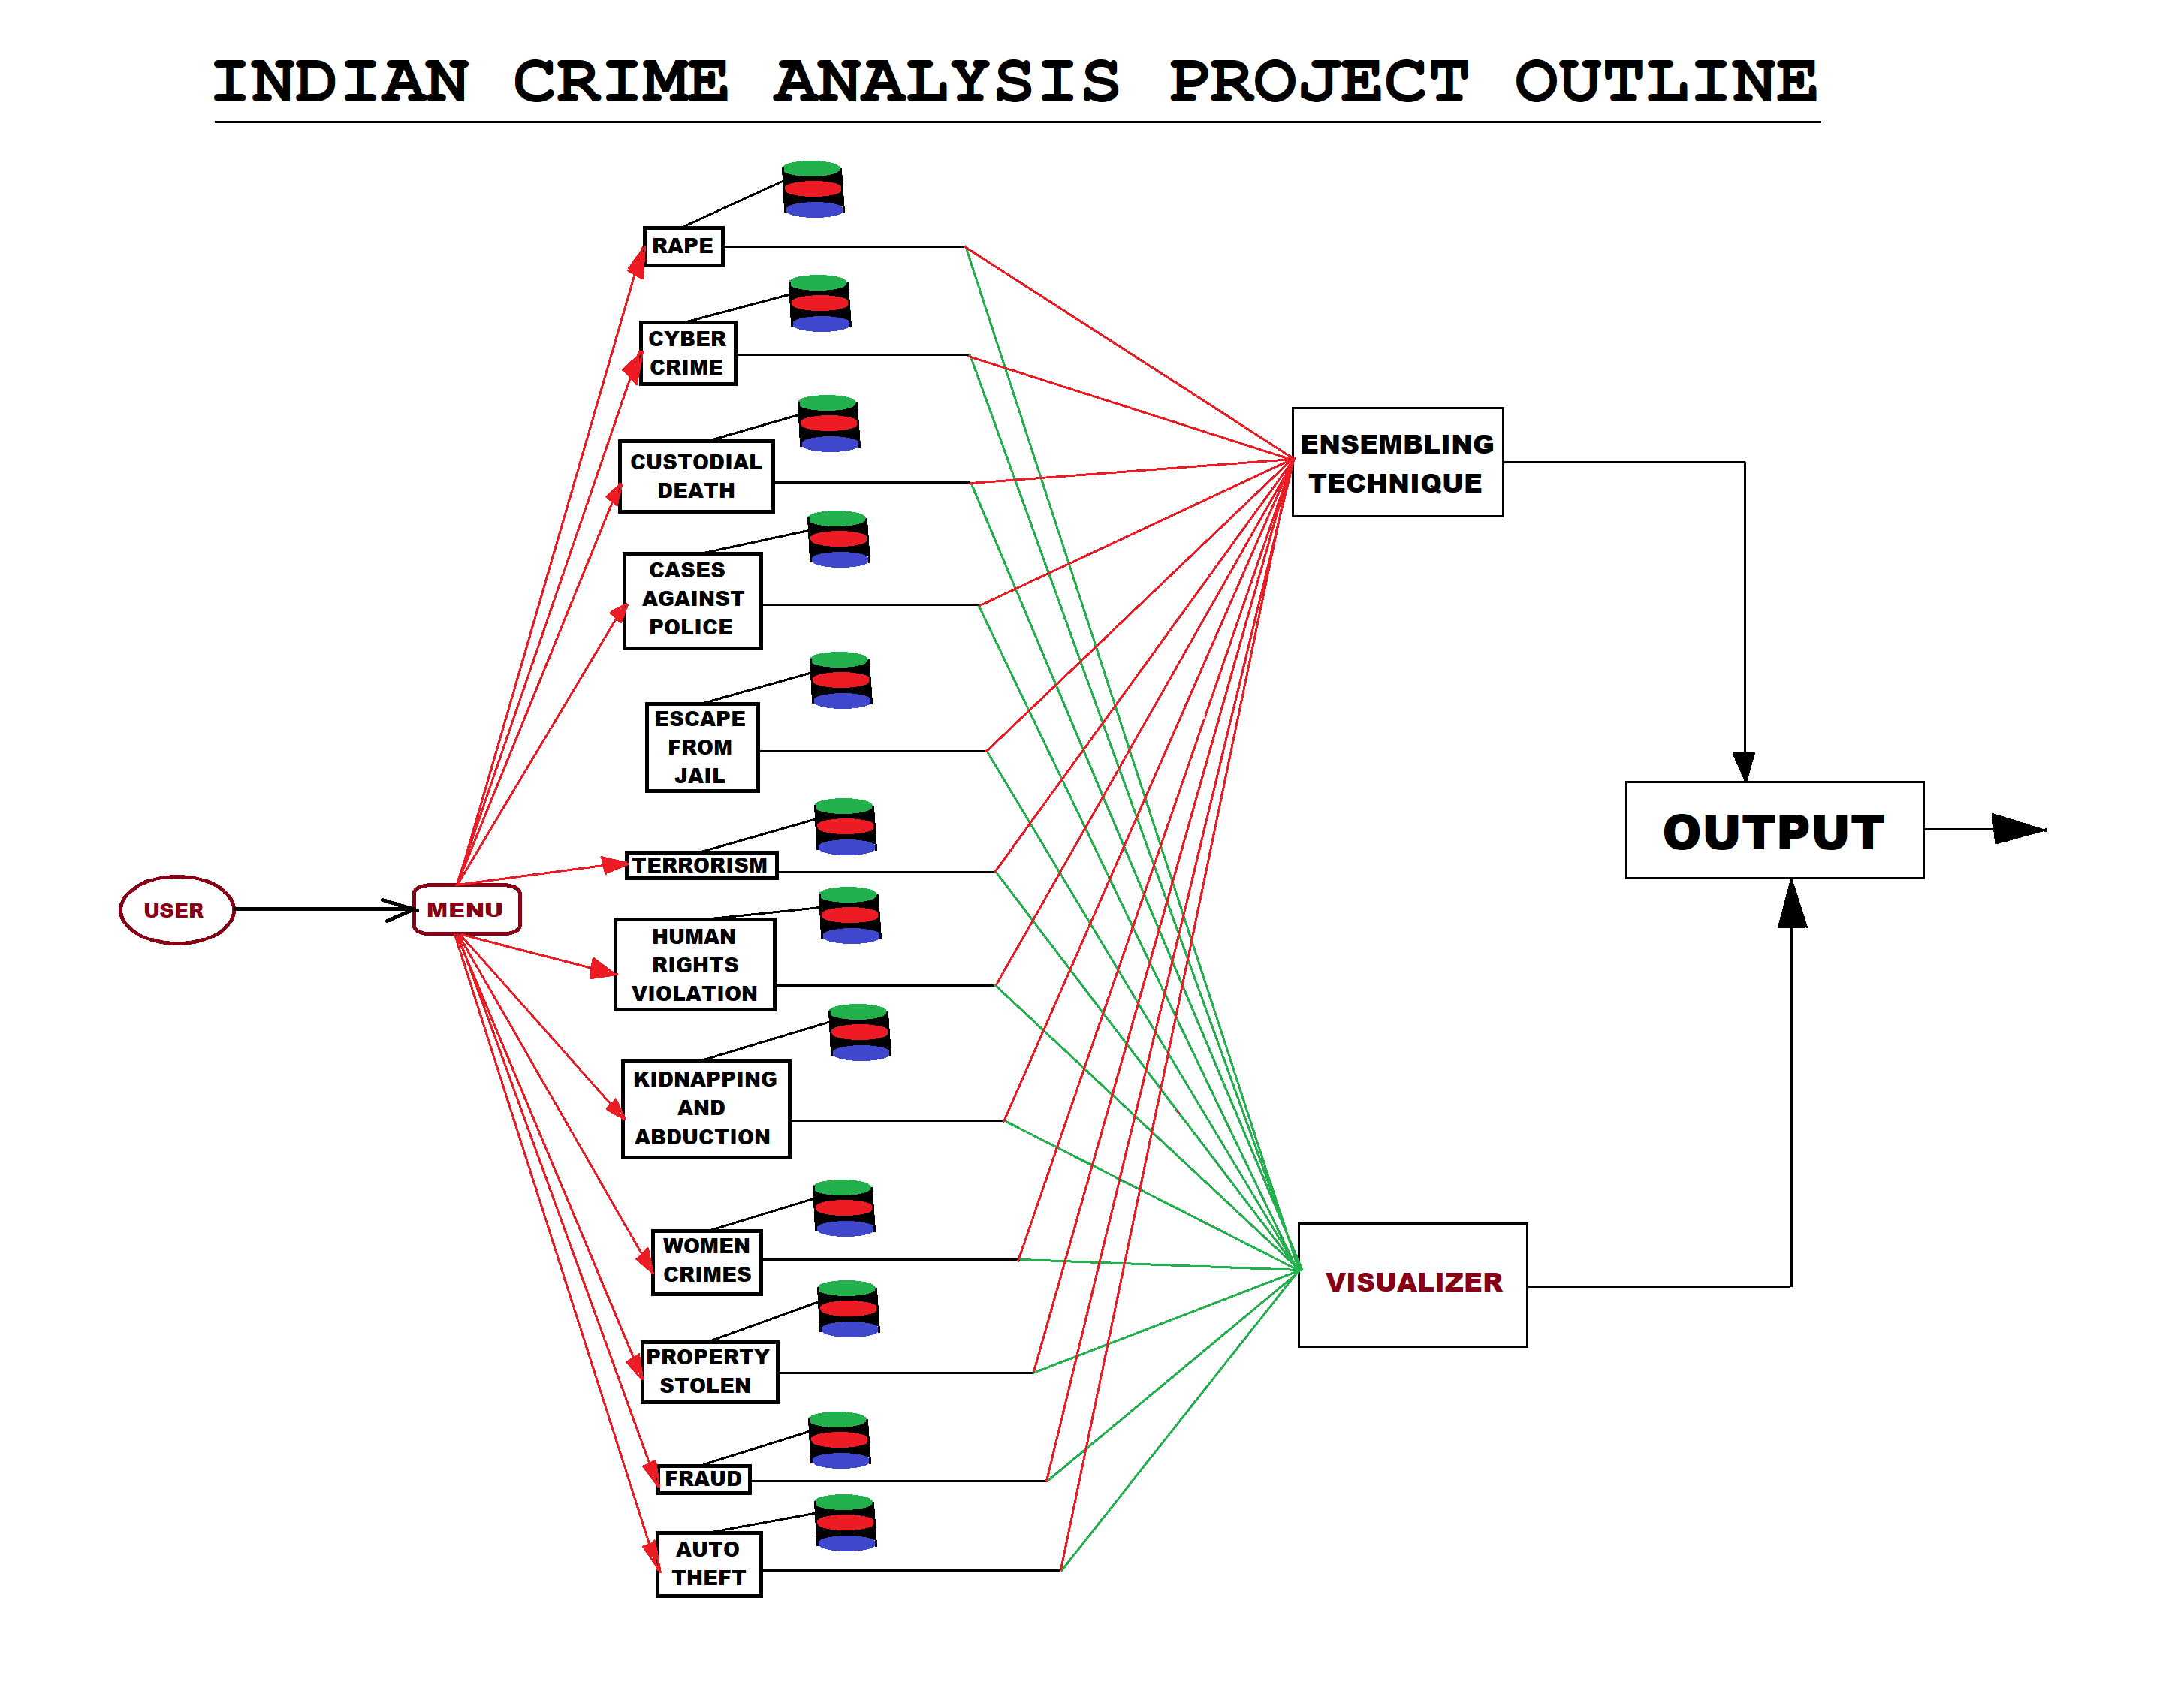 INDIAN CRIME ANALYSIS PROJECT OUTLINE
RAPE
CYBER
CRIME
CUSTODIAL
DEATH
CASES
AGAINST
POLICE
ESCAPE
FROM
JAIL
TERRORISM
HUMAN
RIGHTS
VIOLATION
KIDNAPPING
AND
ABDUCTION
WOMEN
CRIMES
PROPERTY
STOLEN
FRAUD
AUTO
THEFT
USER
MENU
ENSEMBLING
TECHNIQUE
VISUALIZER
OUTPUT